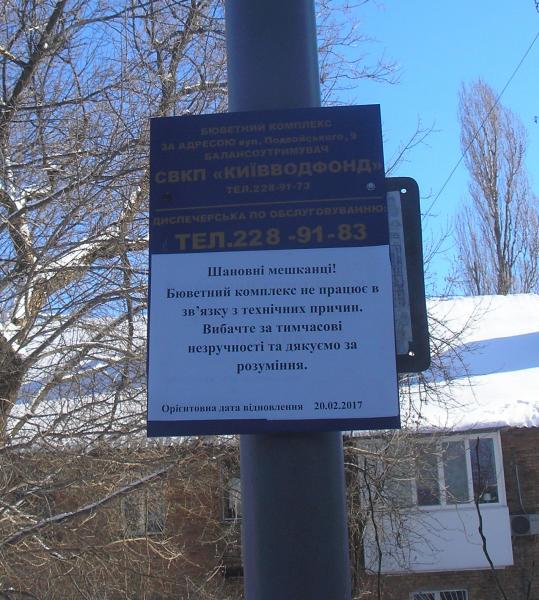 БЮВЕТНИЙ КОМПЛЕКС
ЗА АДРЕСОЮ вул. Подвойського, 9
БАЛАНСОУТРИМУВАЧ
СВКП «КИЇВВОДФОНД»
ТЕЛ.228-91-73
ДИСПЕЧЕРСЬКА ПО ОБСЛУГОВУВАННЮ:
ТЕЛ.228-91-83
Шановні мешканці!
Бюветний комплекс не працює в
зв’язку з технічних причин.
Вибачте за тимчасові
незручності та дякуємо за
розуміння.
Орієнтовна дата відновлення 20.02.2017